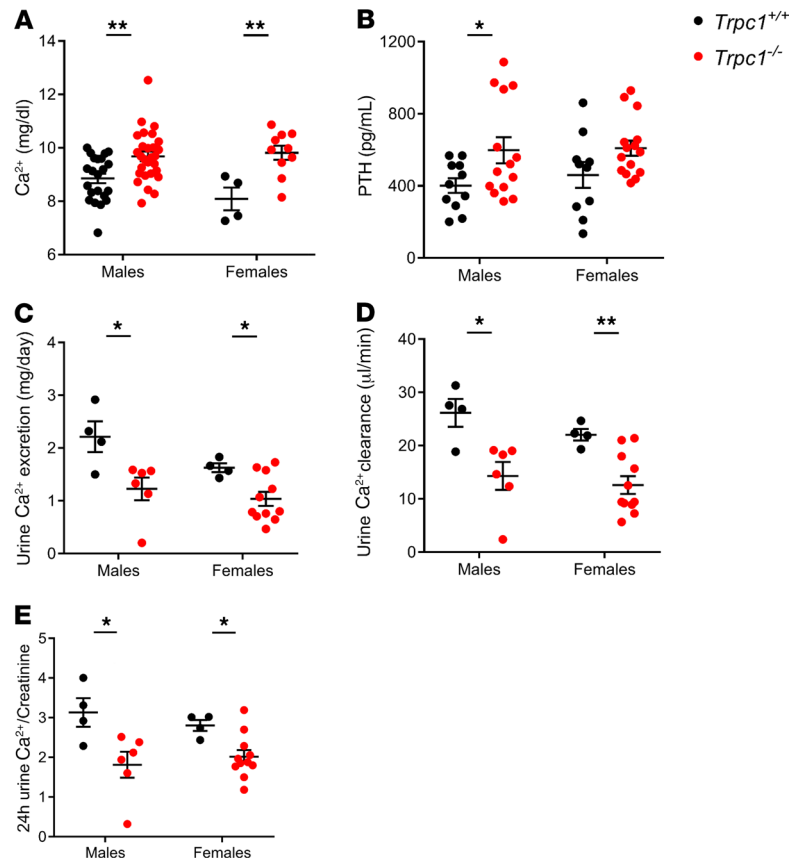 A
**
**
Ca²⁺ (mg/dl)
14
12
10
8
6
Males
Females
B
*
PTH (pg/mL)
1200
800
400
0
Males
Females
Trpc1⁺/⁺
Trpc1⁻/⁻
C
*
*
Urine Ca²⁺ excretion (mg/day)
4
3
2
1
0
Males
Females
D
*
**
Urine Ca²⁺ clearance (µl/min)
40
30
20
10
0
Males
Females
E
*
*
24h urine Ca²⁺/Creatinine
5
4
3
2
1
0
Males
Females